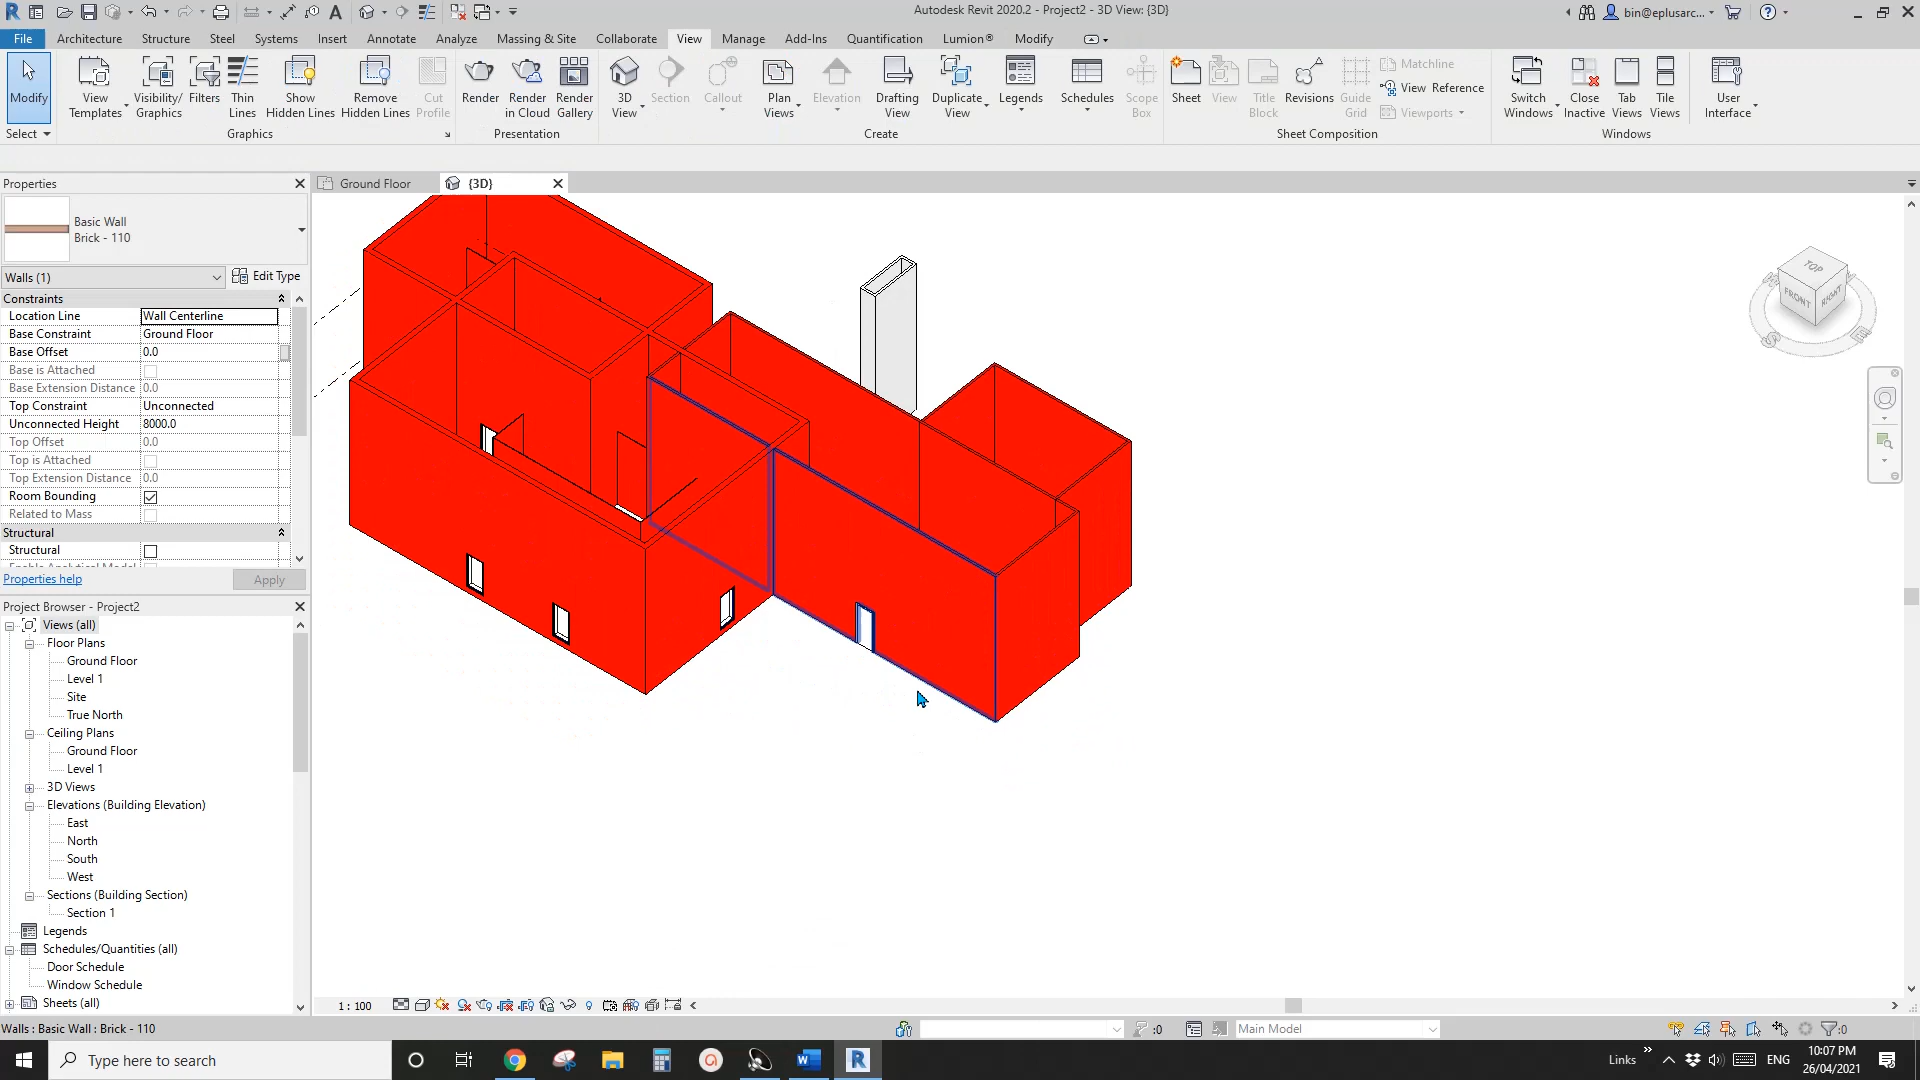 Autodesk Revit 2020.2 - Project2 - 3D View: {3D}
bin@eplusarc...
File Architecture Structure Steel Systems Insert Annotate Analyze Massing & Site Collaborate View Manage Add-Ins Quantification Lumion® Modify
Modify
View Templates
Visibility/ Graphics
Filters
Thin Lines
Show Hidden Lines
Remove Hidden Lines
Cut Profile
Render
Render in Cloud
Render Gallery
3D View
Section
Callout
Plan Views
Elevation
Drafting View
Duplicate View
Legends
Schedules
Scope Box
Sheet
View
Title Block
Revisions
Guide Grid
Matchline
View Reference
Viewports
Switch Windows
Close Inactive
Tab Views
Tile Views
User Interface
Select Graphics Presentation Create Sheet Composition Windows
Properties
Ground Floor
{3D}
Basic Wall
Brick - 110
Walls (1) Edit Type
Constraints
Location Line Wall Centerline
Base Constraint Ground Floor
Base Offset 0.0
Base is Attached
Base Extension Distance 0.0
Top Constraint Unconnected
Unconnected Height 8000.0
Top Offset 0.0
Top is Attached
Top Extension Distance 0.0
Room Bounding
Related to Mass
Structural
Structural
Properties help Apply
Project Browser - Project2
Views (all)
Floor Plans
Ground Floor
Level 1
Site
True North
Ceiling Plans
Ground Floor
Level 1
3D Views
Elevations (Building Elevation)
East
North
South
West
Sections (Building Section)
Section 1
Legends
Schedules/Quantities (all)
Door Schedule
Window Schedule
Sheets (all)
TOP
FRONT
RIGHT
S
E
1 : 100
Walls : Basic Wall : Brick - 110
:0
Main Model
:0
Type here to search
Links
ENG
10:07 PM
26/04/2021